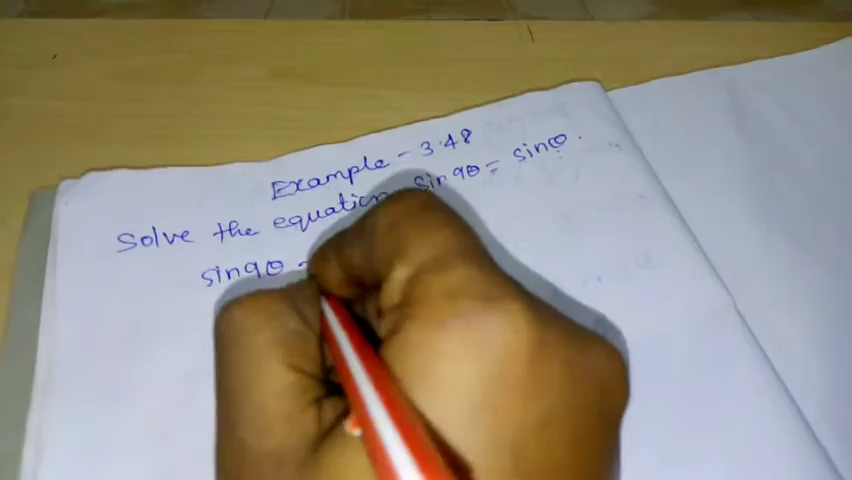 Example - 3.48
Solve the equation sin9θ = sinθ.
sin9θ -